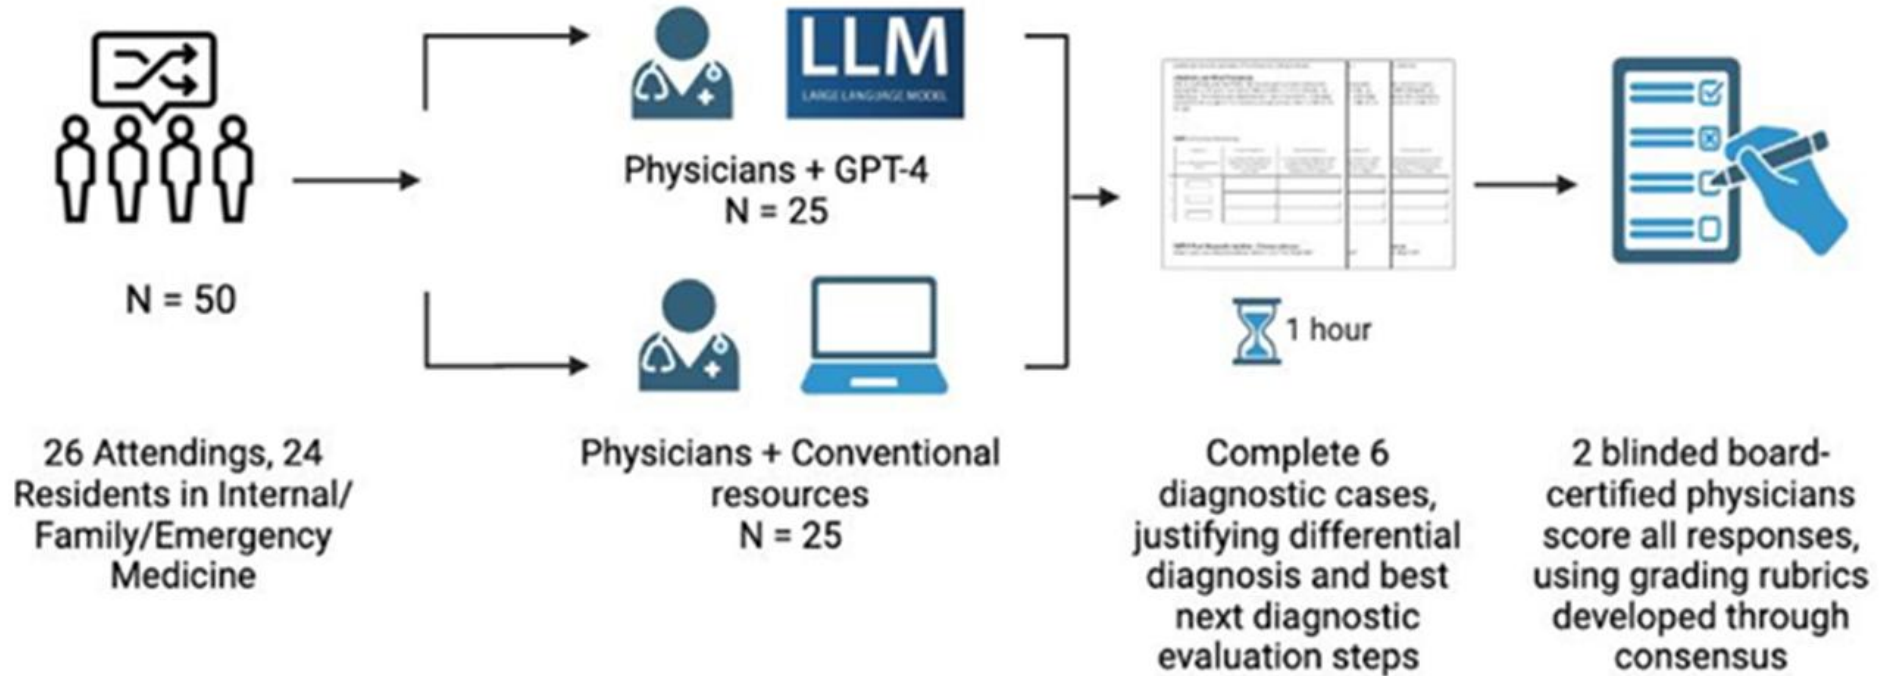 LLM
LARGE LANGUAGE MODEL
Physicians + GPT-4
N = 25
N = 50
1 hour
26 Attendings, 24
Residents in Internal/
Family/Emergency
Medicine
Physicians + Conventional
resources
N = 25
Complete 6
diagnostic cases,
justifying differential
diagnosis and best
next diagnostic
evaluation steps
2 blinded board-
certified physicians
score all responses,
using grading rubrics
developed through
consensus